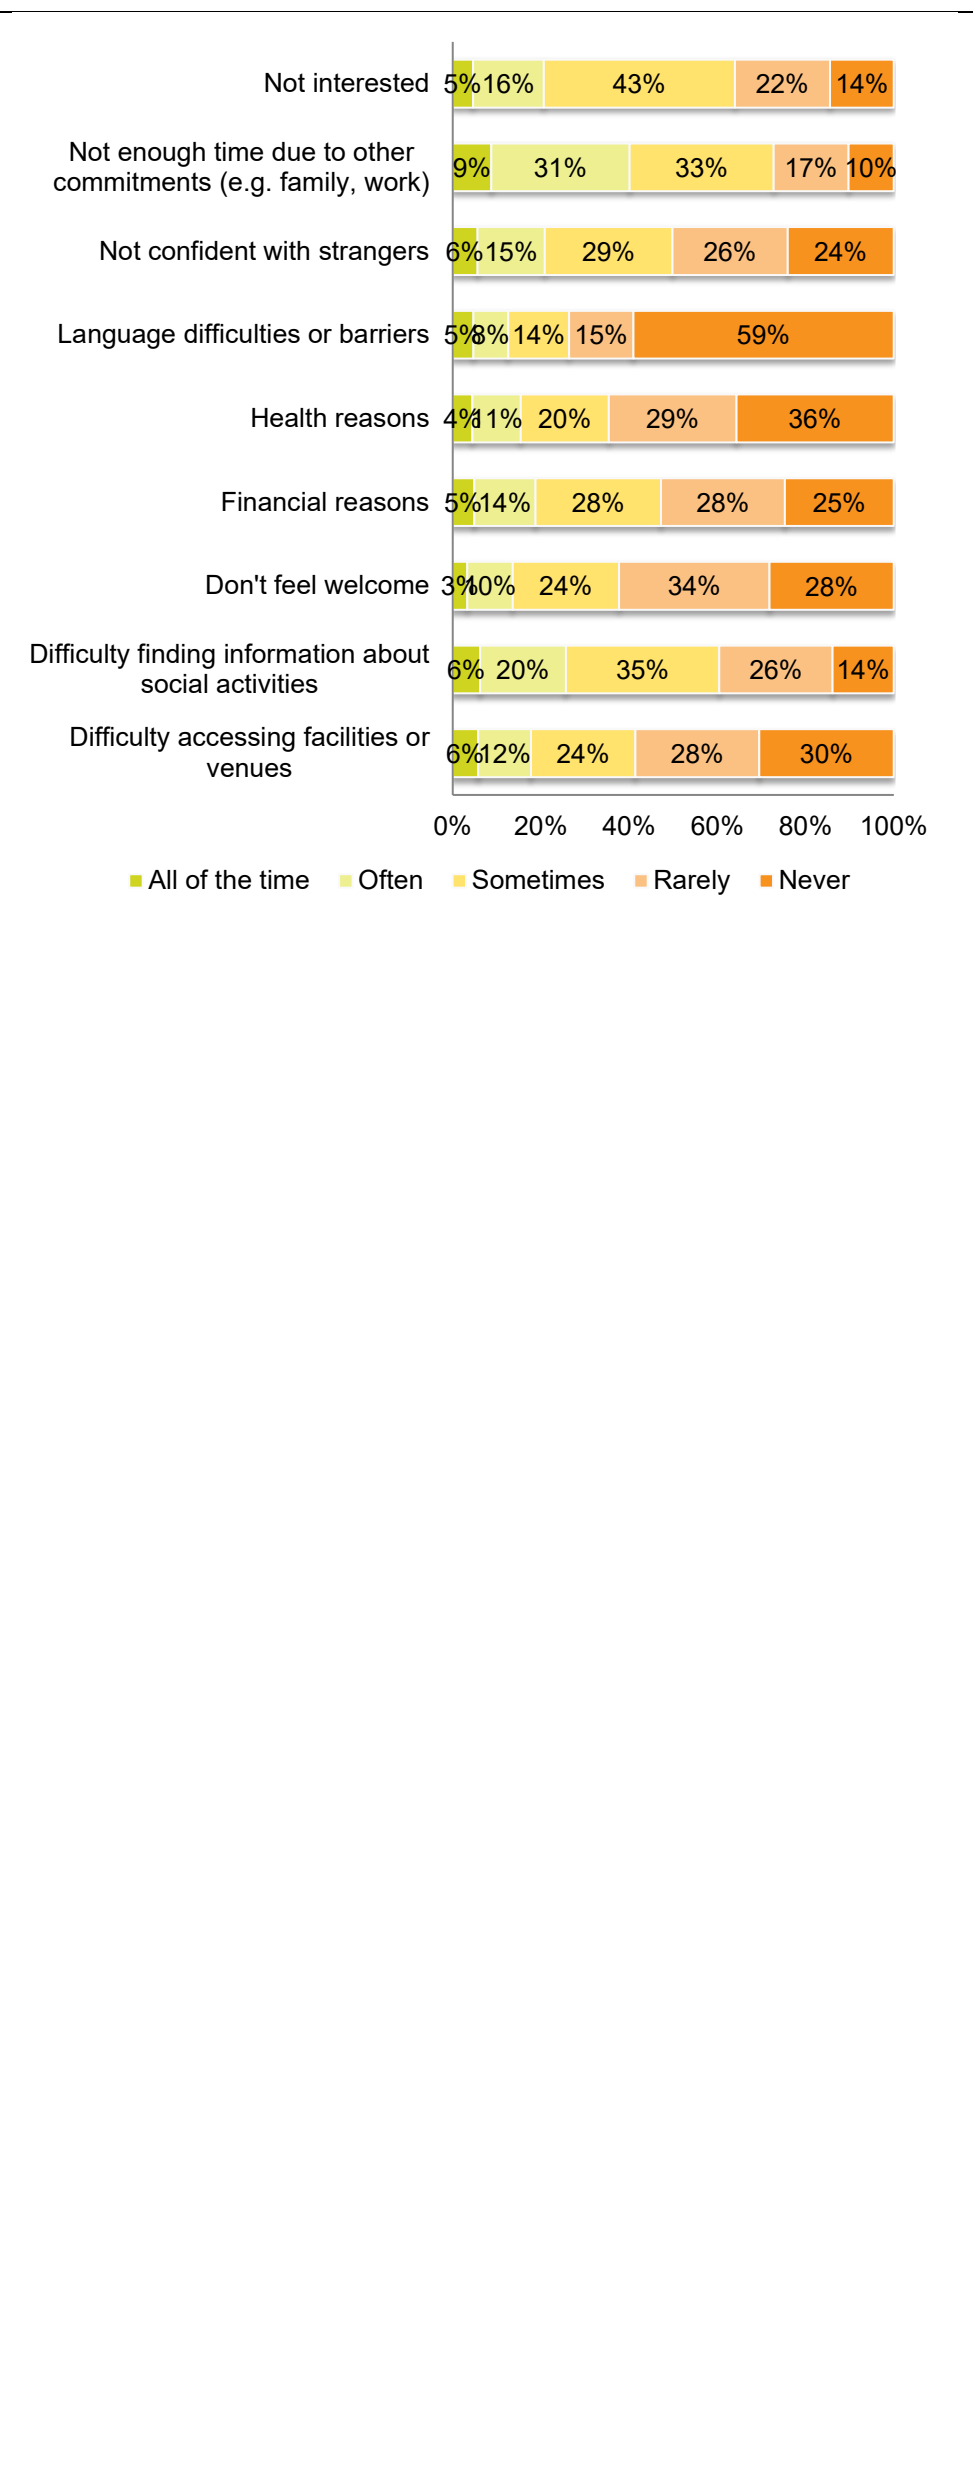 Not interested 5% 16% 43% 22% 14%
Not enough time due to other
commitments (e.g. family, work) 9% 31% 33% 17% 10%
Not confident with strangers 6% 15% 29% 26% 24%
Language difficulties or barriers 5% 8% 14% 15% 59%
Health reasons 4% 11% 20% 29% 36%
Financial reasons 5% 14% 28% 28% 25%
Don't feel welcome 3% 10% 24% 34% 28%
Difficulty finding information about
social activities 6% 20% 35% 26% 14%
Difficulty accessing facilities or
venues 6% 12% 24% 28% 30%
0% 20% 40% 60% 80% 100%
All of the time Often Sometimes Rarely Never